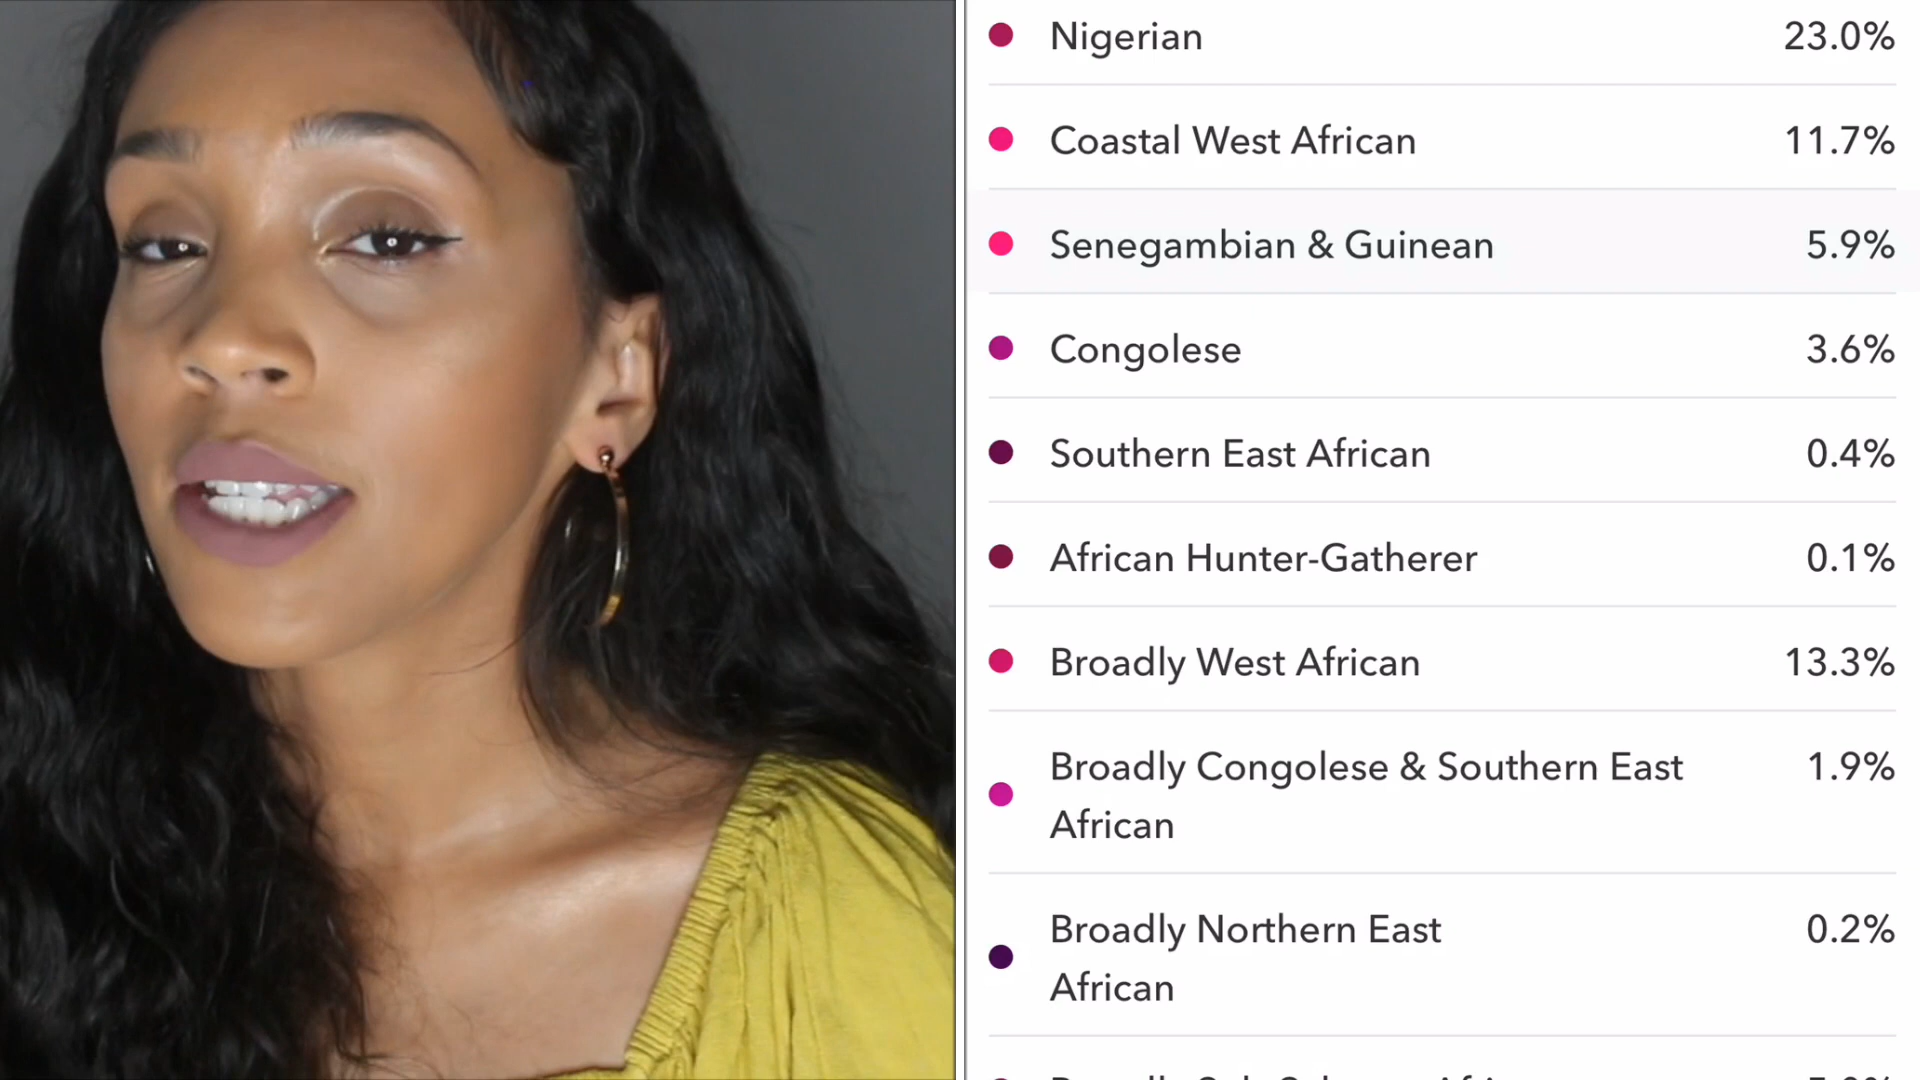 Nigerian 23.0%
Coastal West African 11.7%
Senegambian & Guinean 5.9%
Congolese 3.6%
Southern East African 0.4%
African Hunter-Gatherer 0.1%
Broadly West African 13.3%
Broadly Congolese & Southern East 1.9%
African
Broadly Northern East 0.2%
African